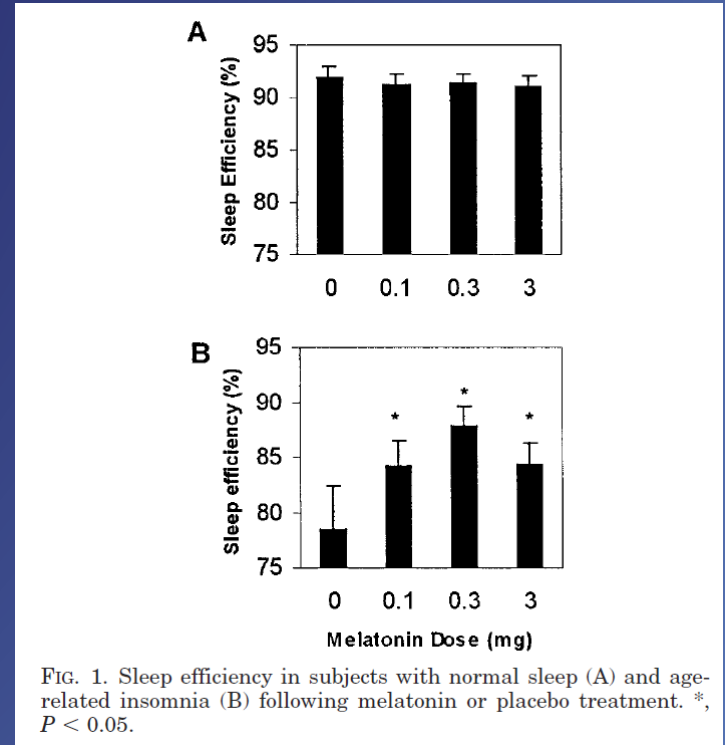 A
Sleep Efficiency (%)
95
90
85
80
75
0 0.1 0.3 3
B
Sleep efficiency (%)
95
90
85
80
75
* * *
0 0.1 0.3 3
Melatonin Dose (mg)
FIG. 1. Sleep efficiency in subjects with normal sleep (A) and age-
related insomnia (B) following melatonin or placebo treatment. *,
P < 0.05.